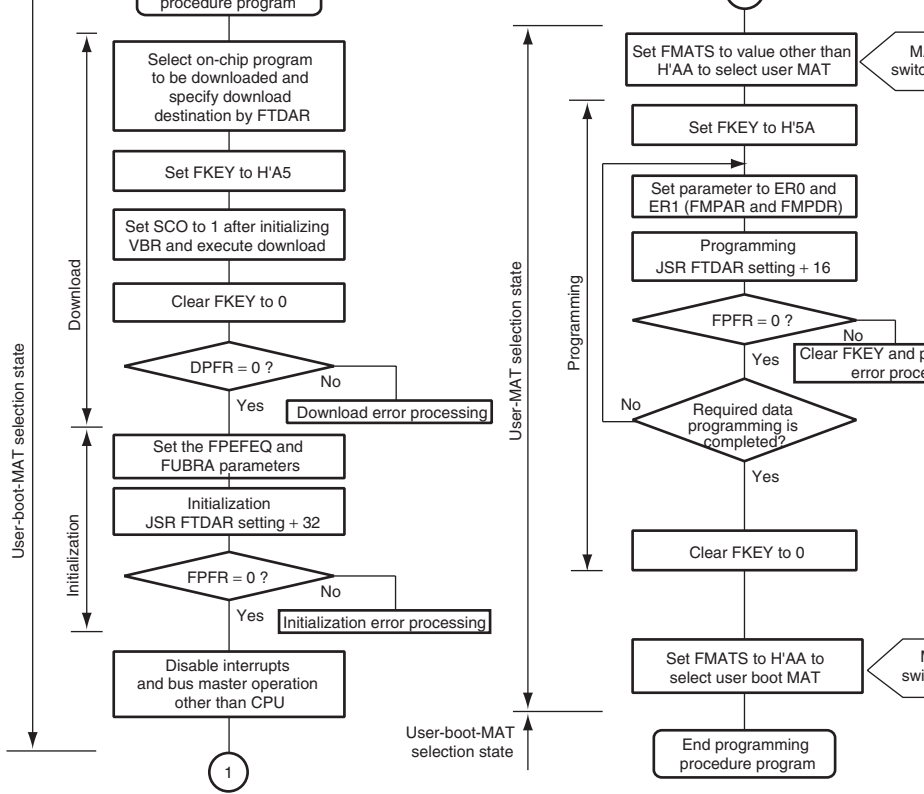 procedure program
Select on-chip program
to be downloaded and
specify download
destination by FTDAR
Set FKEY to H'A5
Set SCO to 1 after initializing
VBR and execute download
Clear FKEY to 0
DPFR = 0 ?
No
Yes
Download error processing
Set the FPEFEQ and
FUBRA parameters
Initialization
JSR FTDAR setting + 32
FPFR = 0 ?
No
Yes
Initialization error processing
Disable interrupts
and bus master operation
other than CPU
1
Download
Initialization
User-boot-MAT selection state
Set FMATS to value other than
H'AA to select user MAT
Set FKEY to H'5A
Set parameter to ER0 and
ER1 (FMPAR and FMPDR)
Programming
JSR FTDAR setting + 16
FPFR = 0 ?
No
Yes
Clear FKEY and
error
Required data
programming is
completed?
No
Yes
Clear FKEY to 0
Set FMATS to H'AA to
select user boot MAT
End programming
procedure program
Programming
User-MAT selection state
User-boot-MAT
selection state